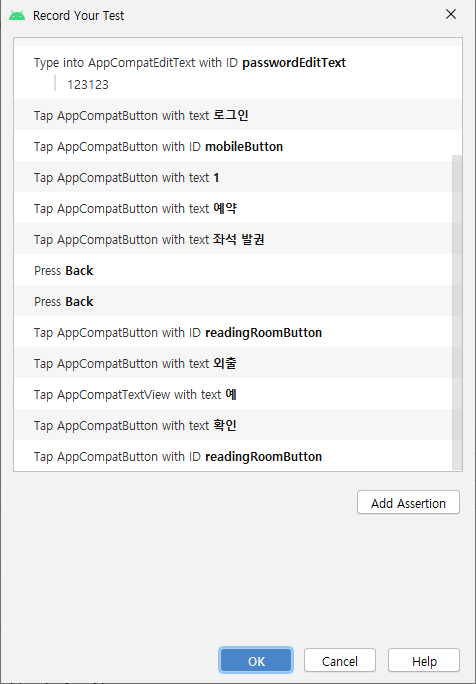 Record Your Test
Type into AppCompatEditText with ID passwordEditText
123123
Tap AppCompatButton with text 로그인
Tap AppCompatButton with ID mobileButton
Tap AppCompatButton with text 1
Tap AppCompatButton with text 예약
Tap AppCompatButton with text 좌석 발권
Press Back
Press Back
Tap AppCompatButton with ID readingRoomButton
Tap AppCompatButton with text 외출
Tap AppCompatTextView with text 예
Tap AppCompatButton with text 확인
Tap AppCompatButton with ID readingRoomButton
Add Assertion
OK
Cancel
Help